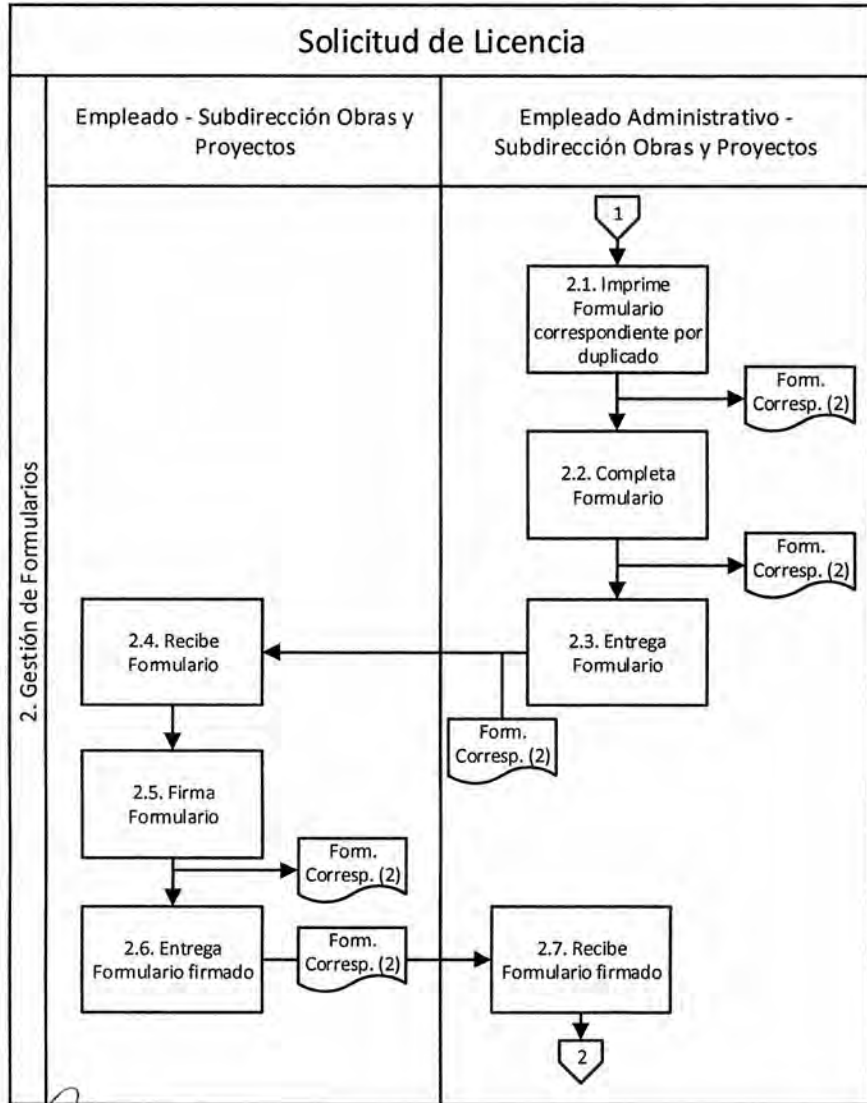 Solicitud de Licencia
Empleado - Subdirección Obras y
Proyectos
Empleado Administrativo -
Subdirección Obras y Proyectos
2. Gestión de Formularios
1
2.1. Imprime
Formulario
correspondiente por
duplicado
Form.
Corresp. (2)
2.2. Completa
Formulario
Form.
Corresp. (2)
2.3. Entrega
Formulario
Form.
Corresp. (2)
2.4. Recibe
Formulario
2.5. Firma
Formulario
Form.
Corresp. (2)
2.6. Entrega
Formulario firmado
Form.
Corresp. (2)
2.7. Recibe
Formulario firmado
2